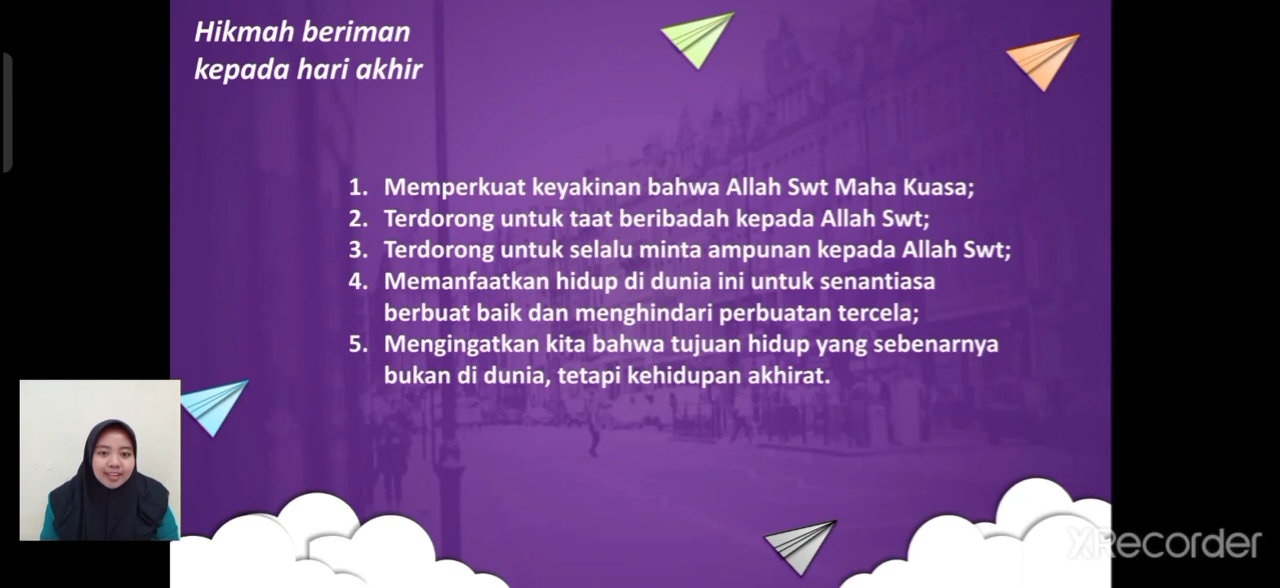 Hikmah beriman
kepada hari akhir
1. Memperkuat keyakinan bahwa Allah Swt Maha Kuasa;
2. Terdorong untuk taat beribadah kepada Allah Swt;
3. Terdorong untuk selalu minta ampunan kepada Allah Swt;
4. Memanfaatkan hidup di dunia ini untuk senantiasa
berbuat baik dan menghindari perbuatan tercela;
5. Mengingatkan kita bahwa tujuan hidup yang sebenarnya
bukan di dunia, tetapi kehidupan akhirat.
XRecorder